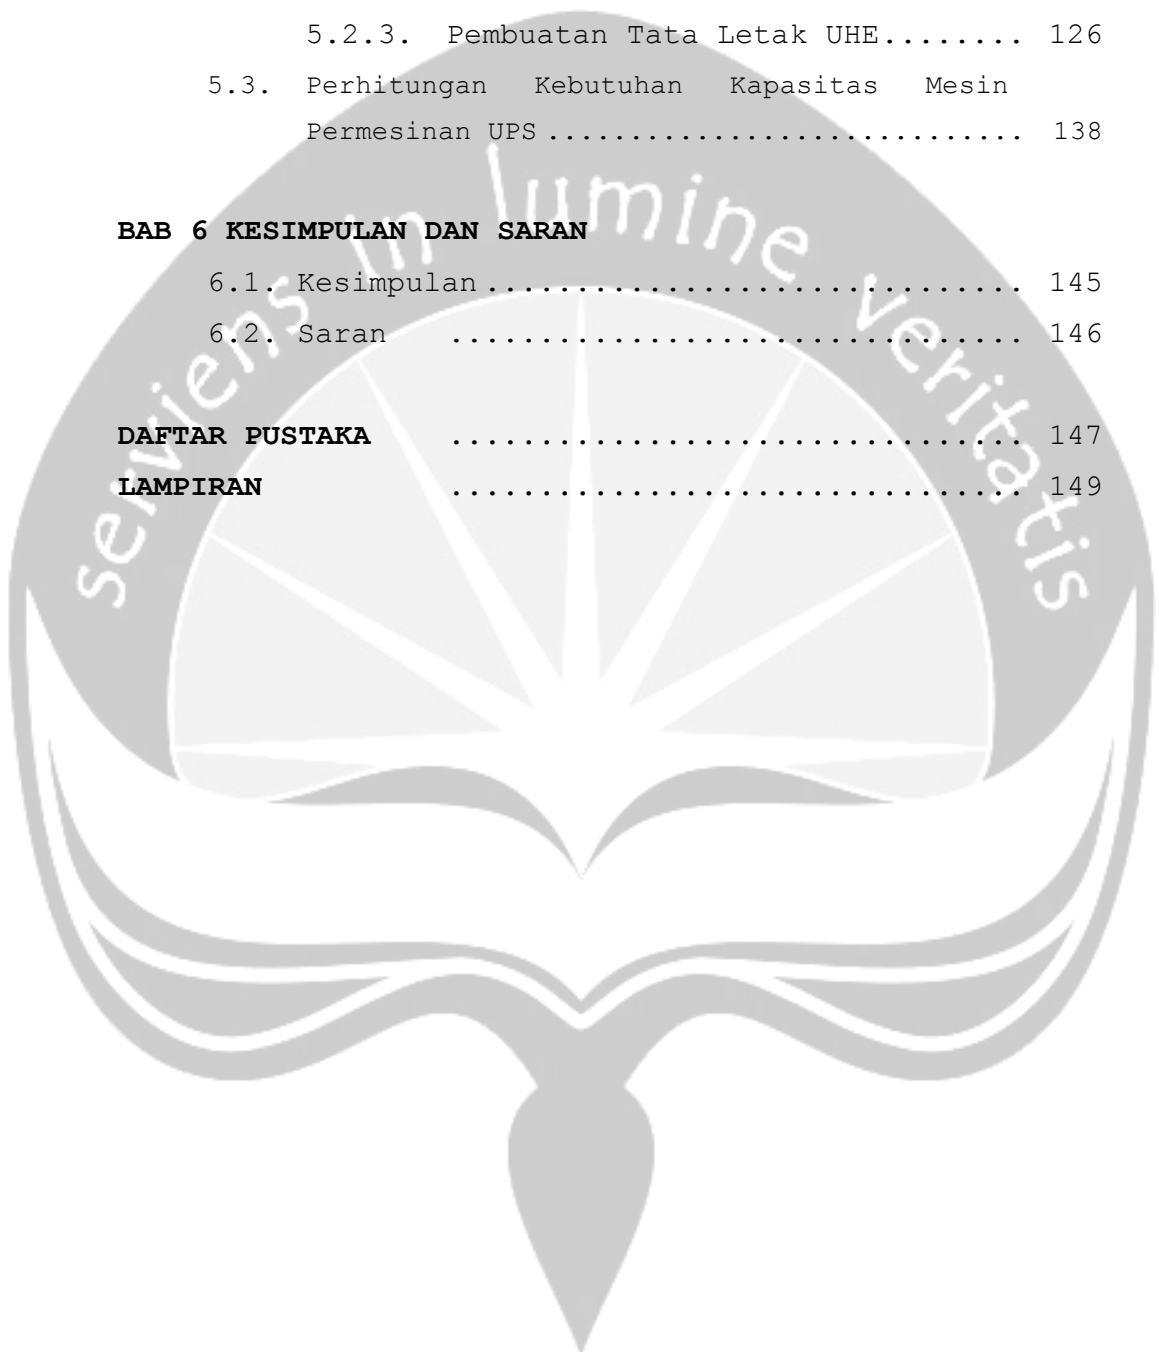 5.2.3. Pembuatan Tata Letak UHE........ 126
5.3. Perhitungan Kebutuhan Kapasitas Mesin
Permesinan UPS ............................. 138
serviens in lumine veritatis
BAB 6 KESIMPULAN DAN SARAN
6.1. Kesimpulan .............................. 145
6.2. Saran ................................ 146
DAFTAR PUSTAKA ................................ 147
LAMPIRAN ................................ 149